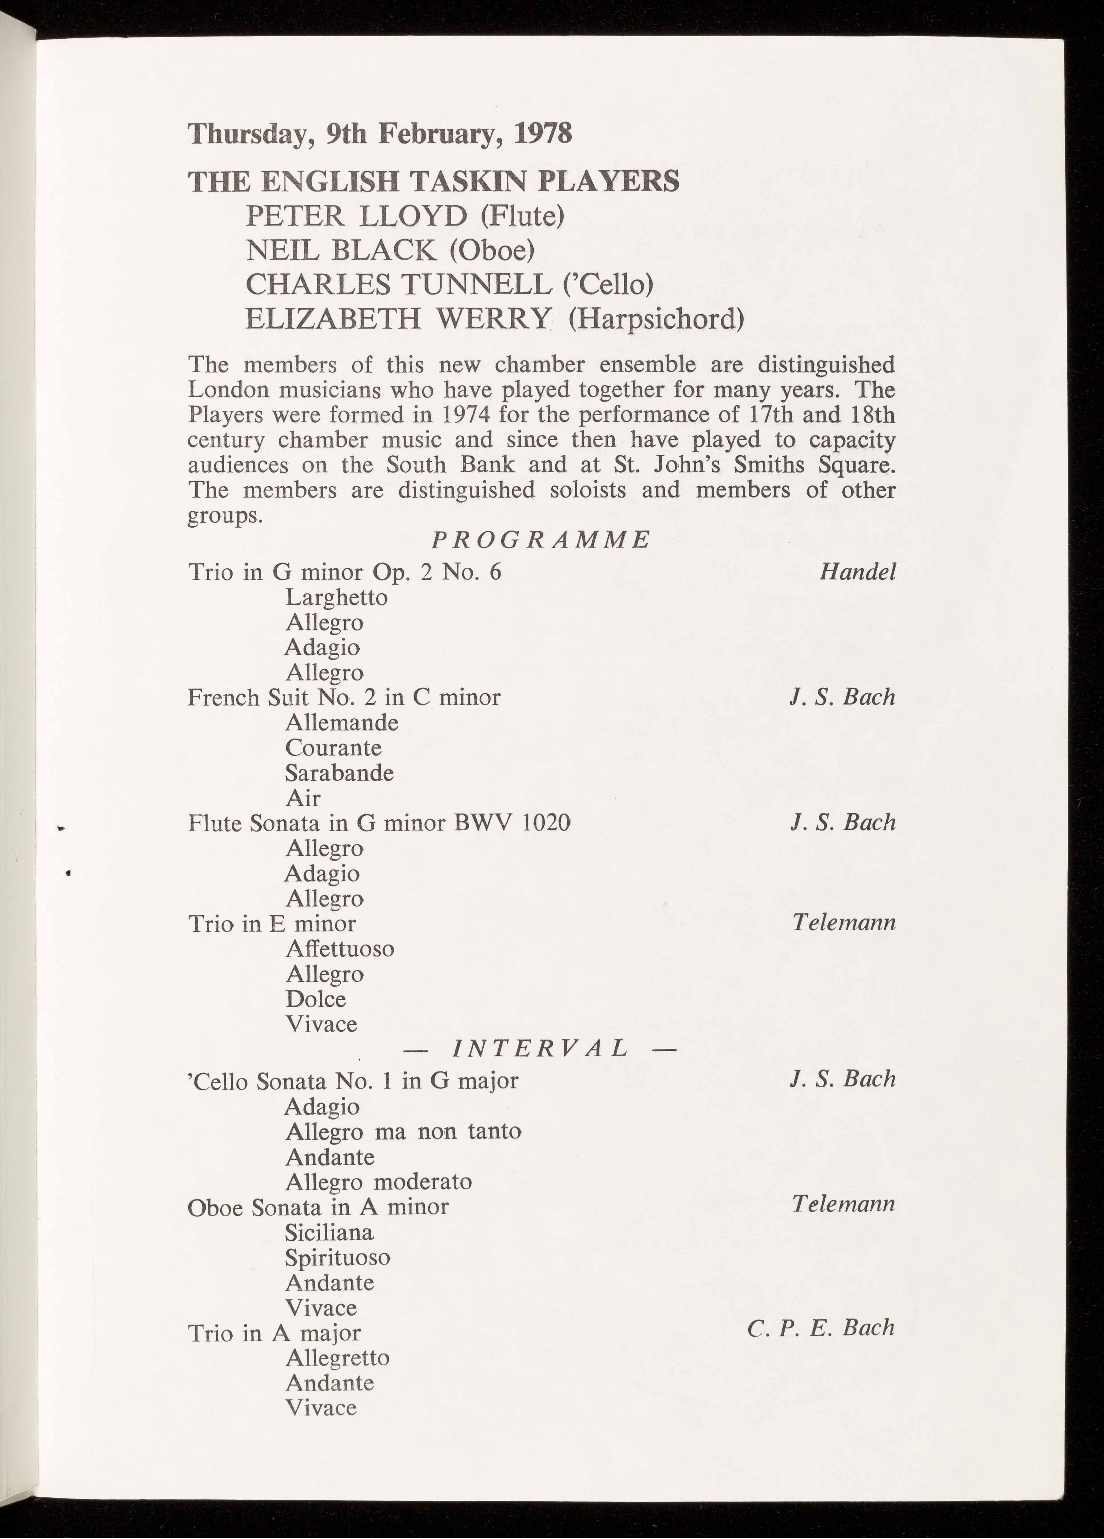 Thursday, 9th February, 1978
THE ENGLISH TASKIN PLAYERS
PETER LLOYD (Flute)
NEIL BLACK (Oboe)
CHARLES TUNNELL (’Cello)
ELIZABETH WERRY (Harpsichord)
The members of this new chamber ensemble are distinguished
London musicians who have played together for many years. The
Players were formed in 1974 for the performance of 17th and 18th
century chamber music and since then have played to capacity
audiences on the South Bank and at St. John’s Smiths Square.
The members are distinguished soloists and members of other
groups.
PROGRAMME
Trio in G minor Op. 2 No. 6 Handel
Larghetto
Allegro
Adagio
Allegro
French Suit No. 2 in C minor J. S. Bach
Allemande
Courante
Sarabande
Air
Flute Sonata in G minor BWV 1020 J. S. Bach
Allegro
Adagio
Allegro
Trio in E minor Telemann
Affettuoso
Allegro
Dolce
Vivace
— INTERVAL —
’Cello Sonata No. 1 in G major J. S. Bach
Adagio
Allegro ma non tanto
Andante
Allegro moderato
Oboe Sonata in A minor Telemann
Siciliana
Spirituoso
Andante
Vivace
Trio in A major C. P. E. Bach
Allegretto
Andante
Vivace